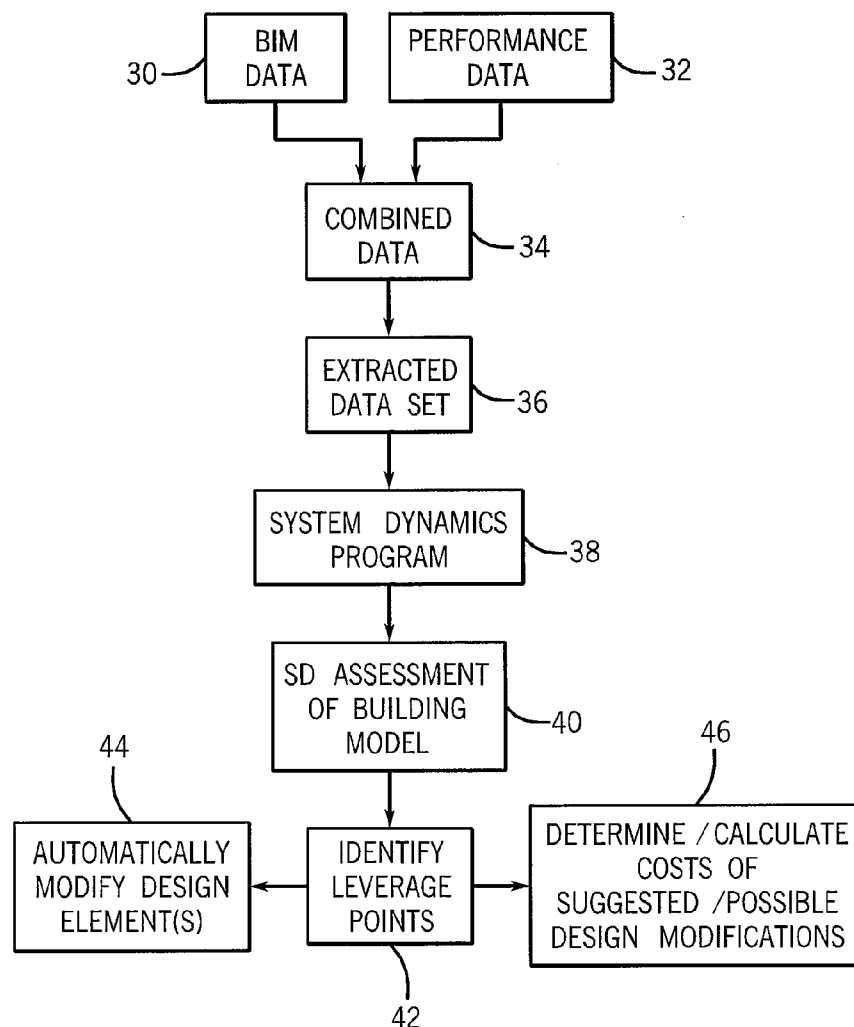 BIM
DATA
30
PERFORMANCE
DATA
32
COMBINED
DATA
34
EXTRACTED
DATA SET
36
SYSTEM DYNAMICS
PROGRAM
38
SD ASSESSMENT
OF BUILDING
MODEL
40
44
46
AUTOMATICALLY
MODIFY DESIGN
ELEMENT(S)
IDENTIFY
LEVERAGE
POINTS
42
DETERMINE / CALCULATE
COSTS OF
SUGGESTED / POSSIBLE
DESIGN MODIFICATIONS